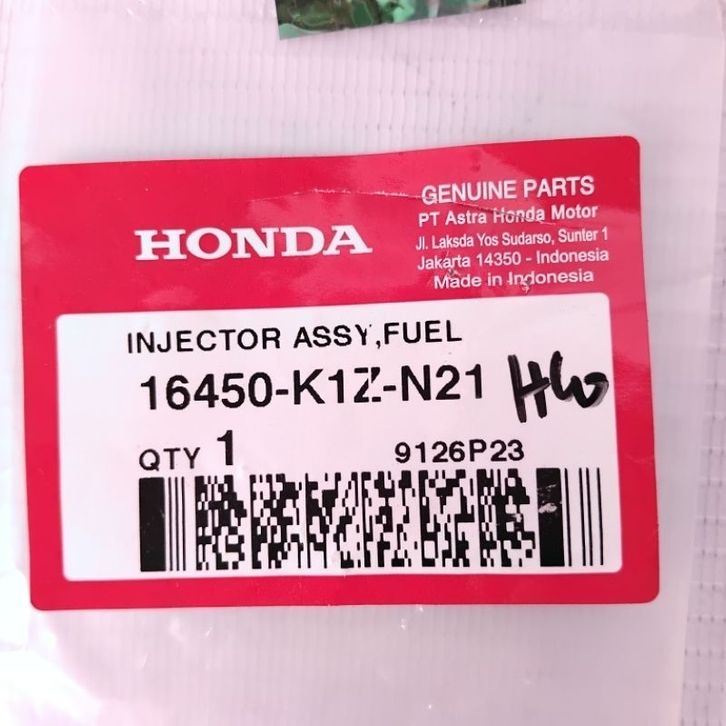 HONDA
GENUINE PARTS
PT Astra Honda Motor
Jl. Laksda Yos Sudarso, Sunter 1
Jakarta 14350 - Indonesia
Made in Indonesia
INJECTOR ASSY,FUEL
16450-K1Z-N21
QTY 1
9126P23